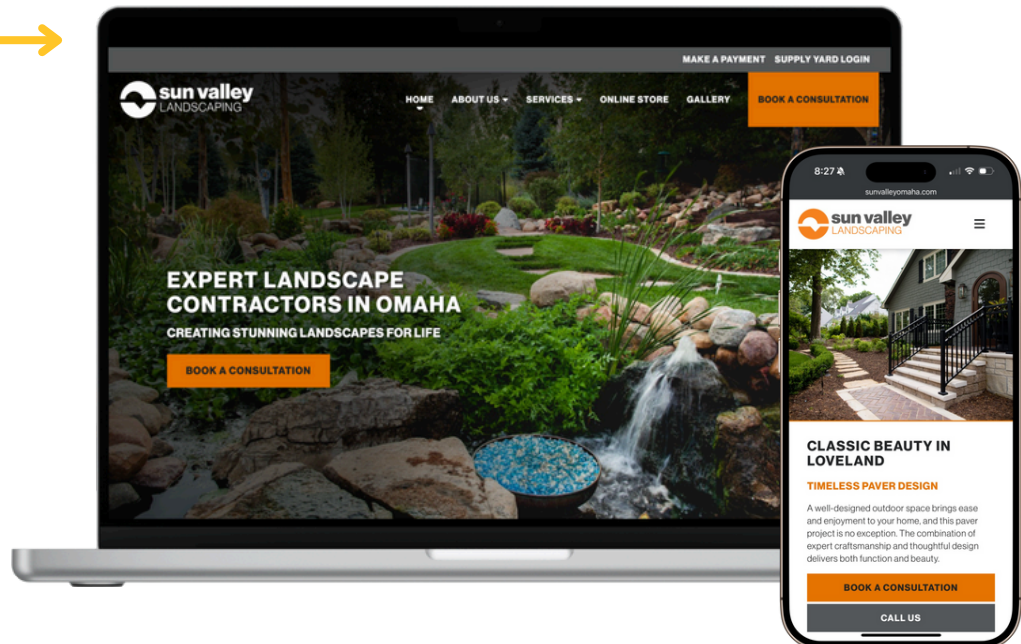 MAKE A PAYMENT SUPPLY YARD LOGIN
sun valley
LANDSCAPING
HOME ABOUT US SERVICES ONLINE STORE GALLERY BOOK A CONSULTATION
EXPERT LANDSCAPE
CONTRACTORS IN OMAHA
CREATING STUNNING LANDSCAPES FOR LIFE
BOOK A CONSULTATION
8:27
sunvalleyomaha.com
sun valley
LANDSCAPING
CLASSIC BEAUTY IN
LOVELAND
TIMELESS PAVER DESIGN
A well-designed outdoor space brings ease
and enjoyment to your home, and this paver
project is no exception. The combination of
expert craftsmanship and thoughtful design
delivers both function and beauty.
BOOK A CONSULTATION
CALL US